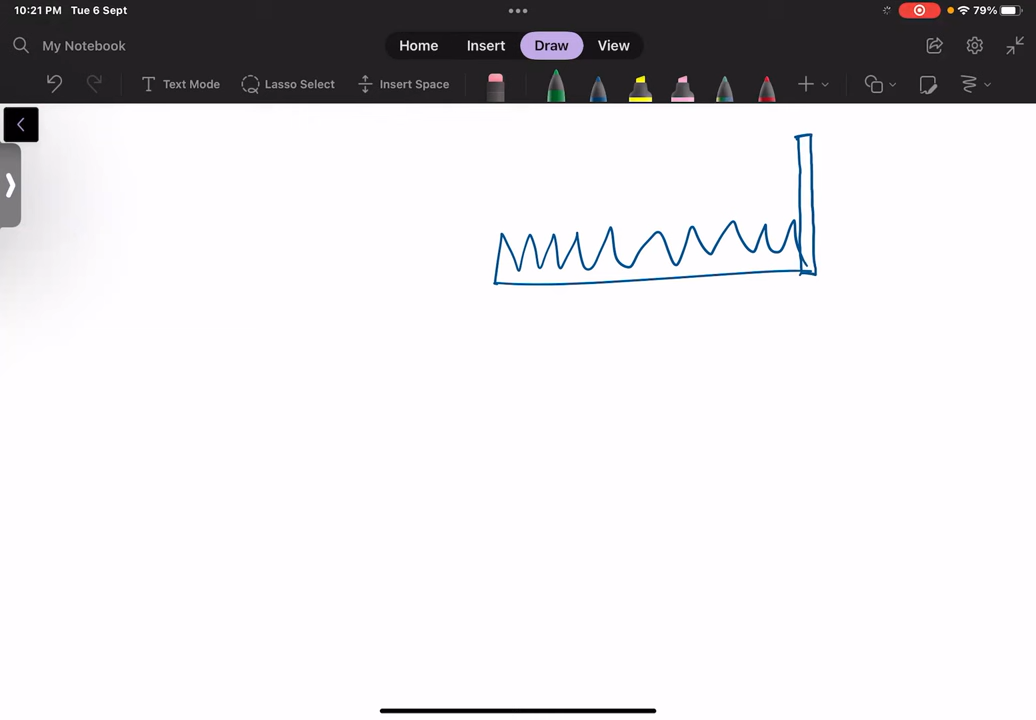 10:21 PM Tue 6 Sept 79%
My Notebook Home Insert Draw View
Text Mode Lasso Select Insert Space